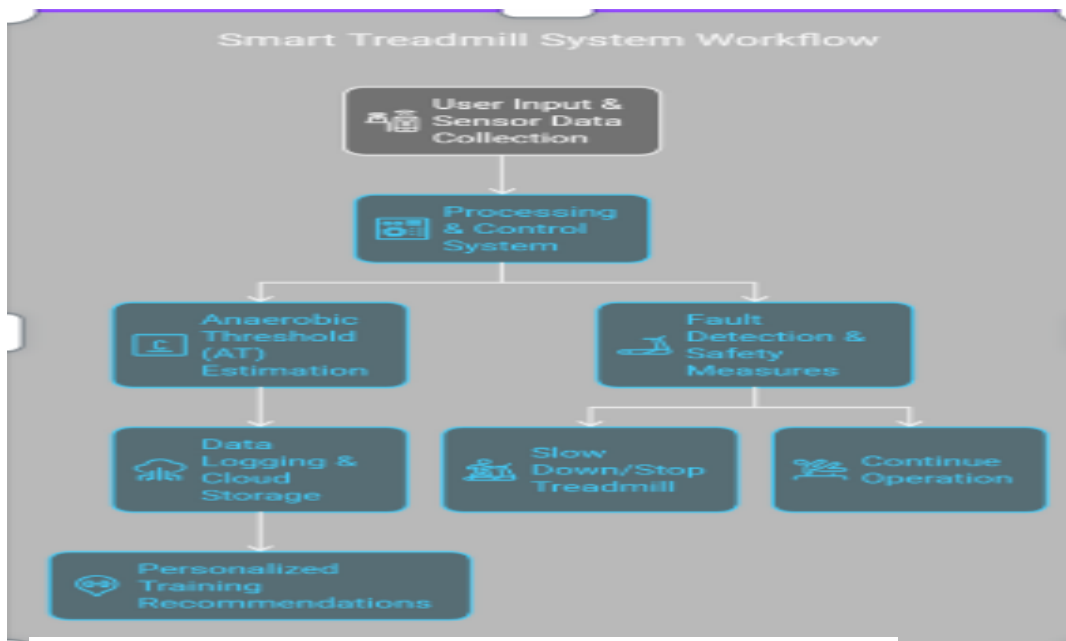 Smart Treadmill System Workflow
User Input &
Sensor Data
Collection
Processing
& Control
System
Anaerobic
Threshold
(AT)
Estimation
Fault
Detection &
Safety
Measures
Data
Logging &
Cloud
Storage
Slow
Down/Stop
Treadmill
Continue
Operation
Personalized
Training
Recommendations